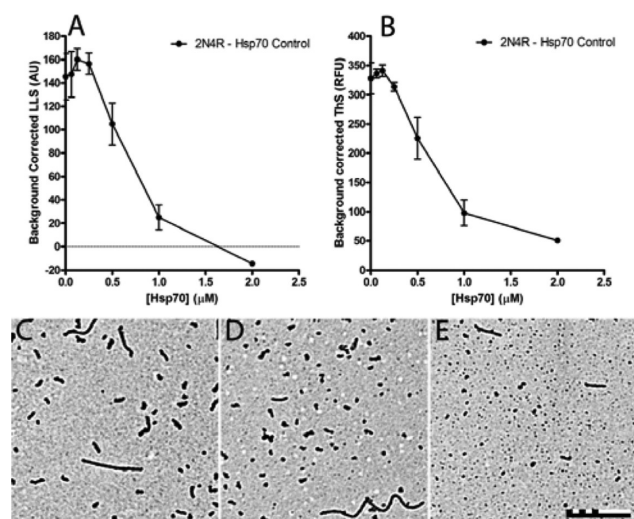 A
2N4R - Hsp70 Control
Background Corrected LLS (AU)
180
160
140
120
100
80
60
40
20
0
-20
0.0
0.5
1.0
1.5
2.0
2.5
[Hsp70] (μM)
B
2N4R - Hsp70 Control
Background corrected ThS (RFU)
400
350
300
250
200
150
100
50
0
0.0
0.5
1.0
1.5
2.0
2.5
[Hsp70] (μM)
C
D
E